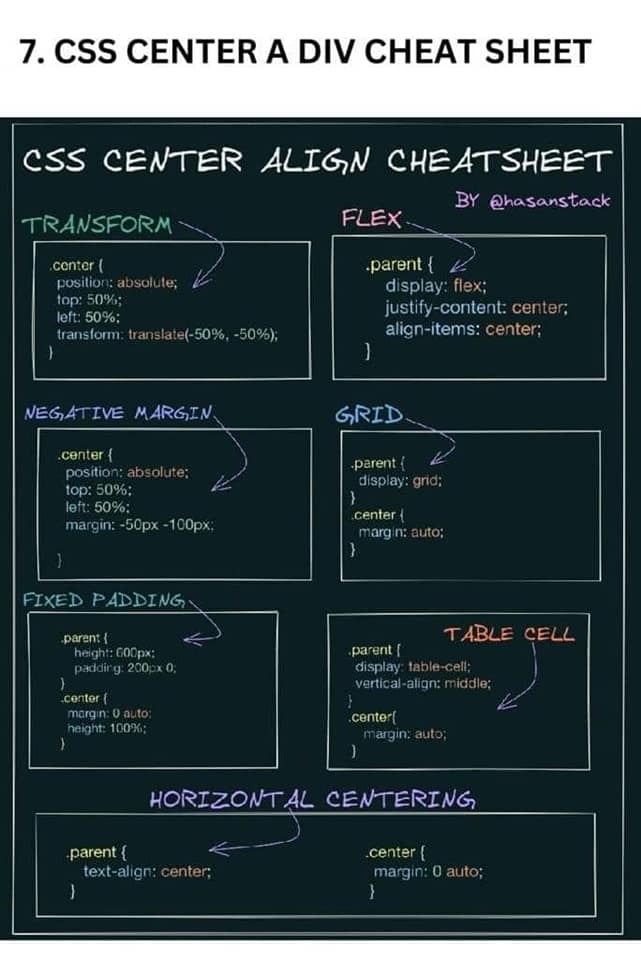 7. CSS CENTER A DIV CHEAT SHEET
CSS CENTER ALIGN CHEATSHEET
BY @hasanstack
TRANSFORM
.center {
position: absolute;
top: 50%;
left: 50%;
transform: translate(-50%, -50%);
}
FLEX
.parent {
display: flex;
justify-content: center;
align-items: center;
}
NEGATIVE MARGIN
.center {
position: absolute;
top: 50%;
left: 50%;
margin: -50px -100px;
}
GRID
.parent {
display: grid;
}
.center {
margin: auto;
}
FIXED PADDING
.parent {
height: 600px;
padding: 200px 0;
}
.center {
margin: 0 auto;
height: 100%;
}
TABLE CELL
.parent {
display: table-cell;
vertical-align: middle;
}
.center{
margin: auto;
}
HORIZONTAL CENTERING
.parent {
text-align: center;
}
.center {
margin: 0 auto;
}